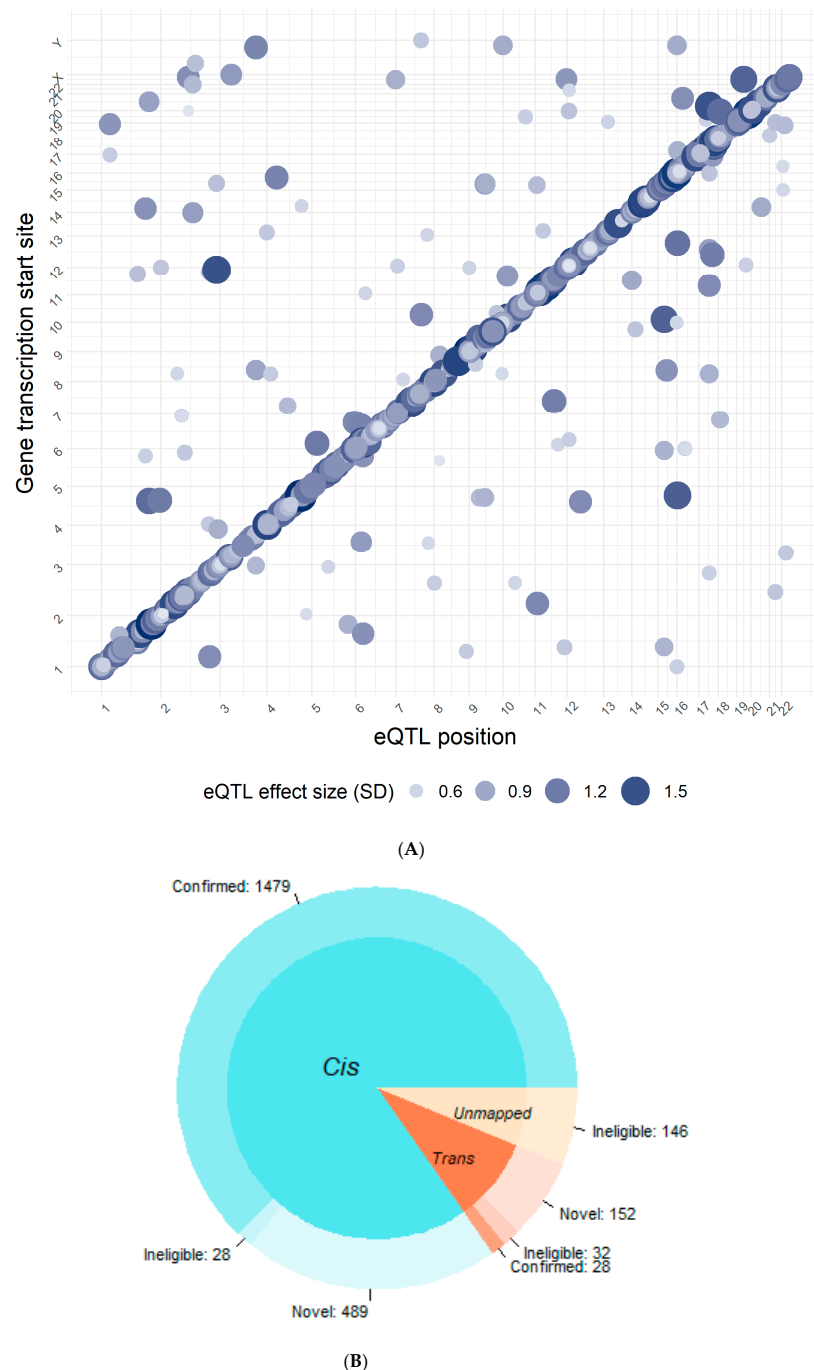 Gene transcription start site
Y
X
22
21
20
19
18
17
16
15
14
13
12
11
10
9
8
7
6
5
4
3
2
1
1 2 3 4 5 6 7 8 9 10 11 12 13 14 15 16 17 18 19 20 21 22
eQTL position
eQTL effect size (SD) 0.6 0.9 1.2 1.5
(A)
Confirmed: 1479
Cis
Unmapped
Ineligible: 146
Trans
Novel: 152
Ineligible: 28
Ineligible: 32
Confirmed: 28
Novel: 489
(B)